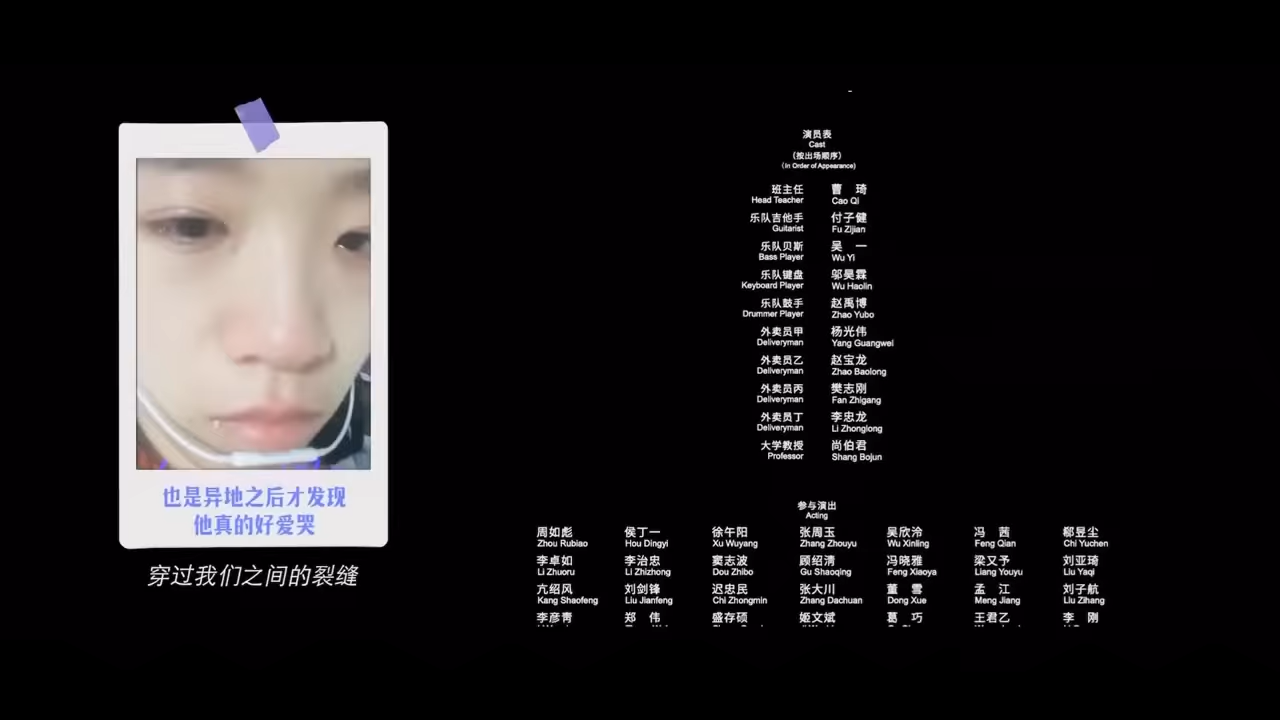 也是异地之后才发现
他真的好爱哭
穿过我们之间的裂缝
演员表
Cast
(按出场顺序)
(In Order of Appearance)
班主任 曹 琦
Head Teacher Cao Qi
乐队吉他手 付子健
Guitarist Fu Zijian
乐队贝斯 吴 一
Bass Player Wu Yi
乐队键盘 邬昊霖
Keyboard Player Wu Haolin
乐队鼓手 赵禹博
Drummer Player Zhao Yubo
外卖员甲 杨光伟
Deliveryman Yang Guangwei
外卖员乙 赵宝龙
Deliveryman Zhao Baolong
外卖员丙 樊志刚
Deliveryman Fan Zhigang
外卖员丁 李忠龙
Deliveryman Li Zhonglong
大学教授 尚伯君
Professor Shang Bojun
参与演出
Acting
周如彪 侯丁一 徐午阳 张周玉 吴欣泠 冯 茜 郗昱尘
Zhou Rubiao Hou Dingyi Xu Wuyang Zhang Zhouyu Wu Xinling Feng Qian Chi Yuchen
李卓如 李治忠 窦志波 顾绍清 冯晓雅 梁又予 刘亚琦
Li Zhuoru Li Zhizhong Dou Zhibo Gu Shaoqing Feng Xiaoya Liang Youyu Liu Yaqi
亢绍风 刘剑锋 迟忠民 张大川 董 雪 孟 江 刘子航
Kang Shaofeng Liu Jianfeng Chi Zhongmin Zhang Dachuan Dong Xue Meng Jiang Liu Zihang
李彦青 郑 伟 盛存硕 姬文斌 葛 巧 王君乙 李 刚